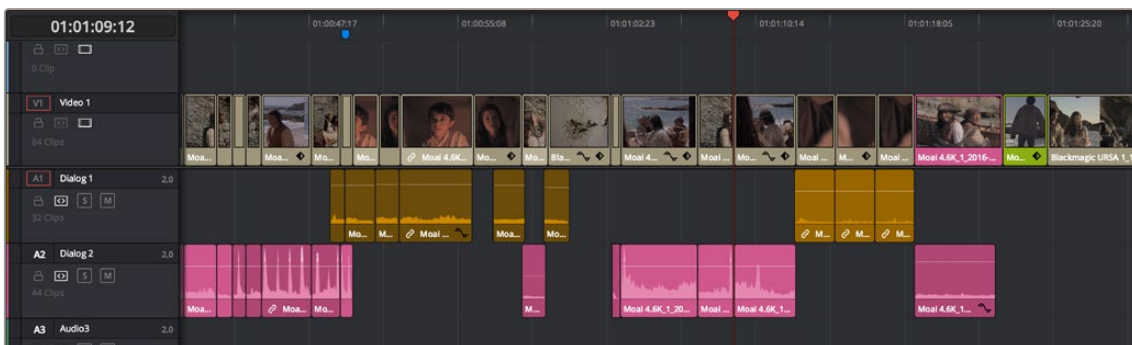 01:01:09:12
01:00:47:17
01:00:55:08
01:01:02:23
01:01:10:14
01:01:18:05
01:01:25:20
0 Clip
V1 Video 1
84 Clips
Moa...
Moa...
Mo...
Mo...
Moai 4.6K...
Mo...
Mo...
Bla...
Moai 4...
Moai ...
Mo...
Moai ...
M...
Moai ...
Moai 4.6K_1_2016-...
Mo...
Blackmagic URSA 1_1
A1 Dialog 1 2.0
S M
32 Clips
Mo...
M...
Moai ...
Moa...
Mo...
M...
M...
M...
A2 Dialog 2 2.0
S M
44 Clips
Moa...
Moa...
Mo...
M...
Moai 4.6K_1_20...
Moai ...
Moai 4.6K_1...
Moai 4.6K_1...
A3 Audio3 2.0